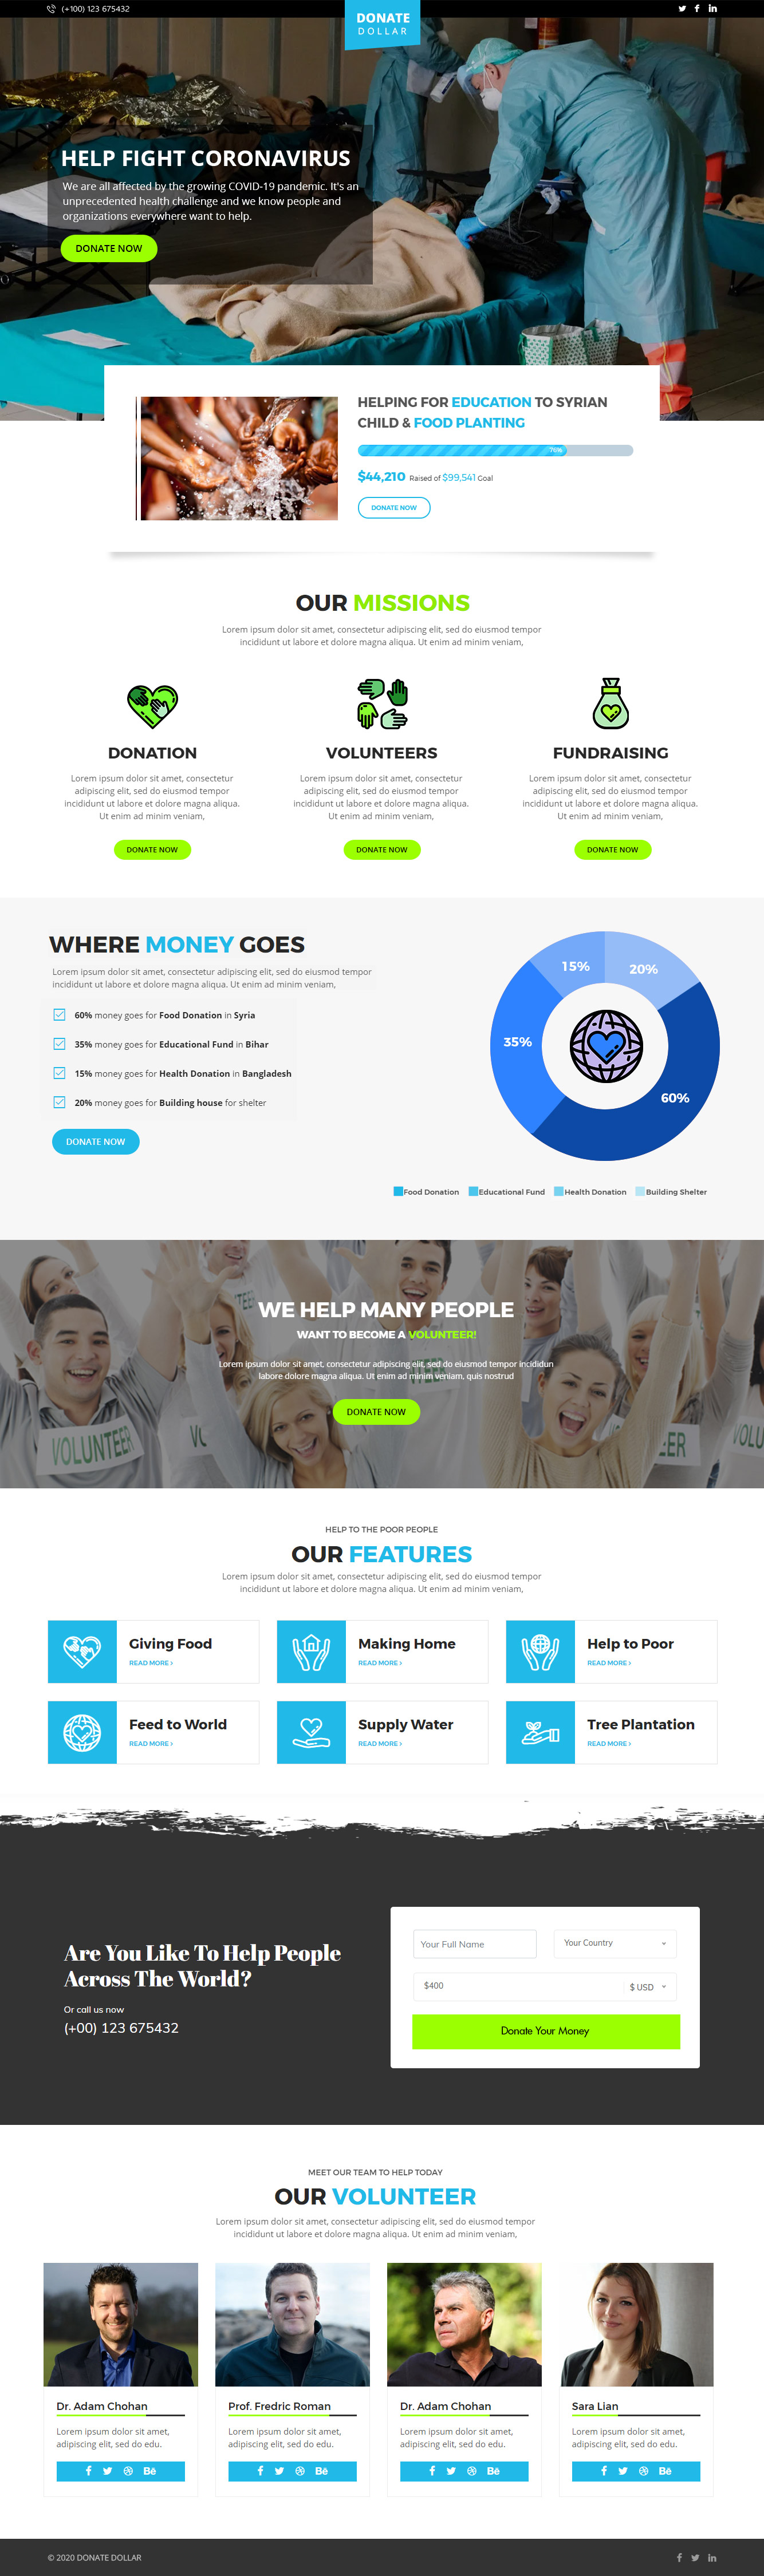 (+100) 123 675432
DONATE
DOLLAR
HELP FIGHT CORONAVIRUS
We are all affected by the growing COVID-19 pandemic. It's an
unprecedented health challenge and we know people and
organizations everywhere want to help.
DONATE NOW
HELPING FOR EDUCATION TO SYRIAN
CHILD & FOOD PLANTING
76%
$44,210 Raised of $99,541 Goal
DONATE NOW
OUR MISSIONS
Lorem ipsum dolor sit amet, consectetur adipiscing elit, sed do eiusmod tempor
incididunt ut labore et dolore magna aliqua. Ut enim ad minim veniam,
DONATION
Lorem ipsum dolor sit amet, consectetur
adipiscing elit, sed do eiusmod tempor
incididunt ut labore et dolore magna aliqua.
Ut enim ad minim veniam,
DONATE NOW
VOLUNTEERS
Lorem ipsum dolor sit amet, consectetur
adipiscing elit, sed do eiusmod tempor
incididunt ut labore et dolore magna aliqua.
Ut enim ad minim veniam,
DONATE NOW
FUNDRAISING
Lorem ipsum dolor sit amet, consectetur
adipiscing elit, sed do eiusmod tempor
incididunt ut labore et dolore magna aliqua.
Ut enim ad minim veniam,
DONATE NOW
WHERE MONEY GOES
Lorem ipsum dolor sit amet, consectetur adipiscing elit, sed do eiusmod tempor
incididunt ut labore et dolore magna aliqua. Ut enim ad minim veniam,
60% money goes for Food Donation in Syria
35% money goes for Educational Fund in Bihar
15% money goes for Health Donation in Bangladesh
20% money goes for Building house for shelter
DONATE NOW
15%
20%
35%
60%
Food Donation
Educational Fund
Health Donation
Building Shelter
WE HELP MANY PEOPLE
WANT TO BECOME A VOLUNTEER!
Lorem ipsum dolor sit amet, consectetur adipiscing elit, sed do eiusmod tempor incididun
labore et dolore magna aliqua. Ut enim ad minim veniam, quis nostrud
DONATE NOW
VOLUNTEER
HELP TO THE POOR PEOPLE
OUR FEATURES
Lorem ipsum dolor sit amet, consectetur adipiscing elit, sed do eiusmod tempor
incididunt ut labore et dolore magna aliqua. Ut enim ad minim veniam,
Giving Food
READ MORE >
Making Home
READ MORE >
Help to Poor
READ MORE >
Feed to World
READ MORE >
Supply Water
READ MORE >
Tree Plantation
READ MORE >
Are You Like To Help People
Across The World?
Or call us now
(+00) 123 675432
Your Full Name
Your Country
$400
$ USD
Donate Your Money
MEET OUR TEAM TO HELP TODAY
OUR VOLUNTEER
Lorem ipsum dolor sit amet, consectetur adipiscing elit, sed do eiusmod tempor
incididunt ut labore et dolore magna aliqua. Ut enim ad minim veniam,
Dr. Adam Chohan
Lorem ipsum dolor sit amet,
adipiscing elit, sed do edu.
Prof. Fredric Roman
Lorem ipsum dolor sit amet,
adipiscing elit, sed do edu.
Dr. Adam Chohan
Lorem ipsum dolor sit amet,
adipiscing elit, sed do edu.
Sara Lian
Lorem ipsum dolor sit amet,
adipiscing elit, sed do edu.
© 2020 DONATE DOLLAR